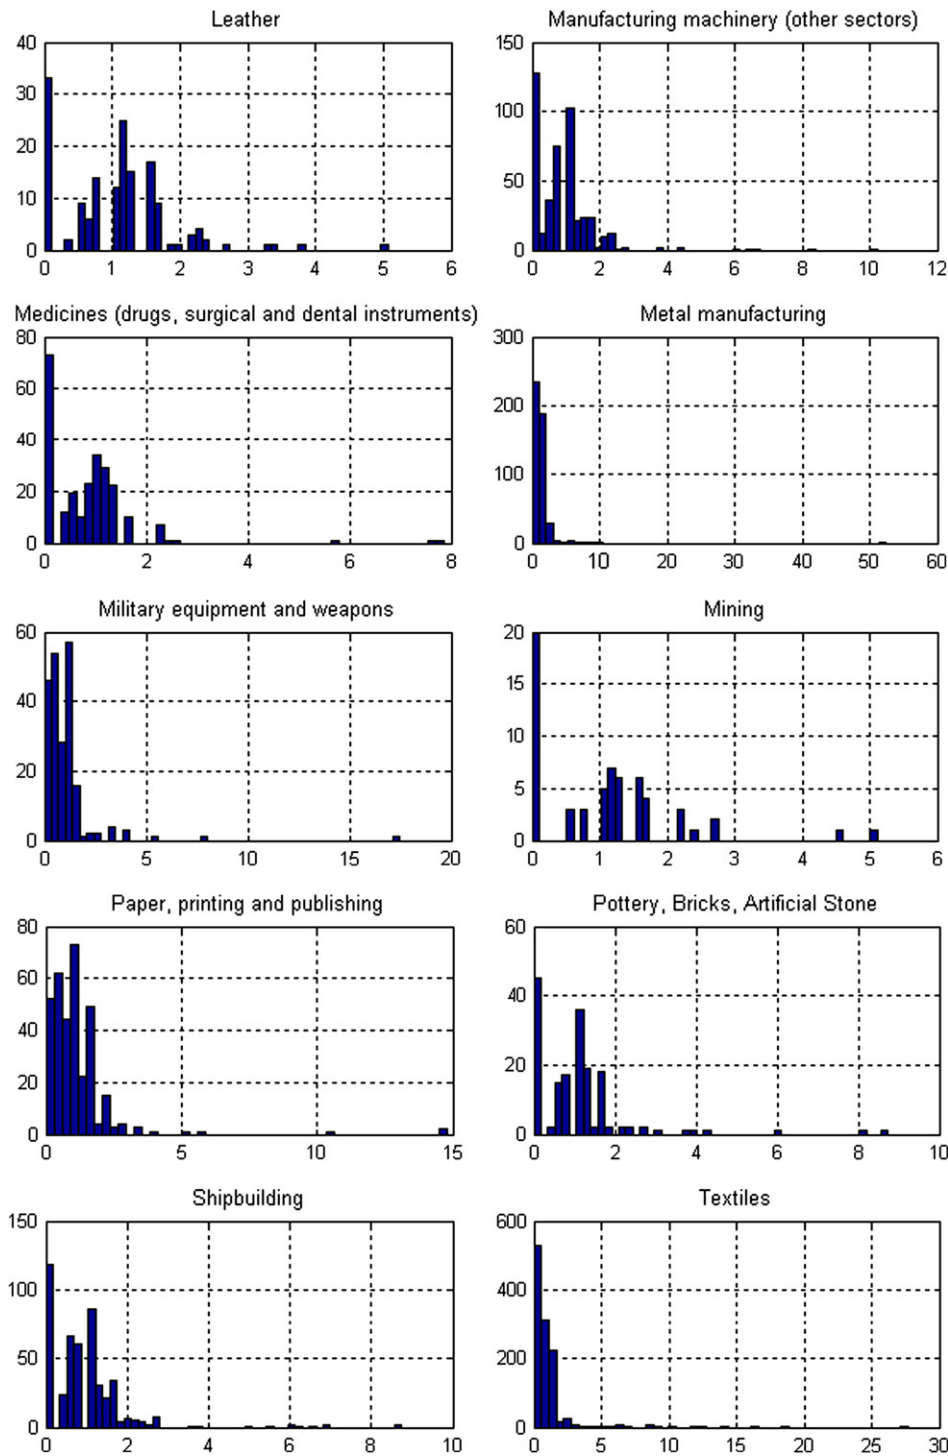 Leather
40
30
20
10
0
0 1 2 3 4 5 6
Manufacturing machinery (other sectors)
150
100
50
0
0 2 4 6 8 10 12
Medicines (drugs, surgical and dental instruments)
80
60
40
20
0
0 2 4 6 8
Metal manufacturing
300
200
100
0
0 10 20 30 40 50 60
Military equipment and weapons
60
40
20
0
0 5 10 15 20
Mining
20
15
10
5
0
0 1 2 3 4 5 6
Paper, printing and publishing
80
60
40
20
0
0 5 10 15
Pottery, Bricks, Artificial Stone
60
40
20
0
0 2 4 6 8 10
Shipbuilding
150
100
50
0
0 2 4 6 8 10
Textiles
600
400
200
0
0 5 10 15 20 25 30